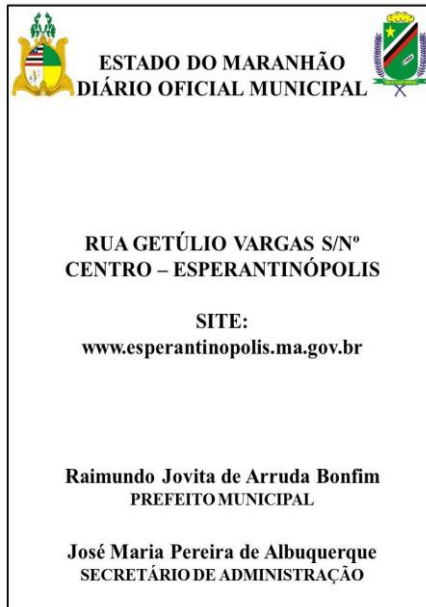 ESTADO DO MARANHÃO
DIÁRIO OFICIAL MUNICIPAL
RUA GETÚLIO VARGAS S/Nº
CENTRO – ESPERANTINÓPOLIS
SITE:
www.esperantinopolis.ma.gov.br
Raimundo Jovita de Arruda Bonfim
PREFEITO MUNICIPAL
José Maria Pereira de Albuquerque
SECRETÁRIO DE ADMINISTRAÇÃO